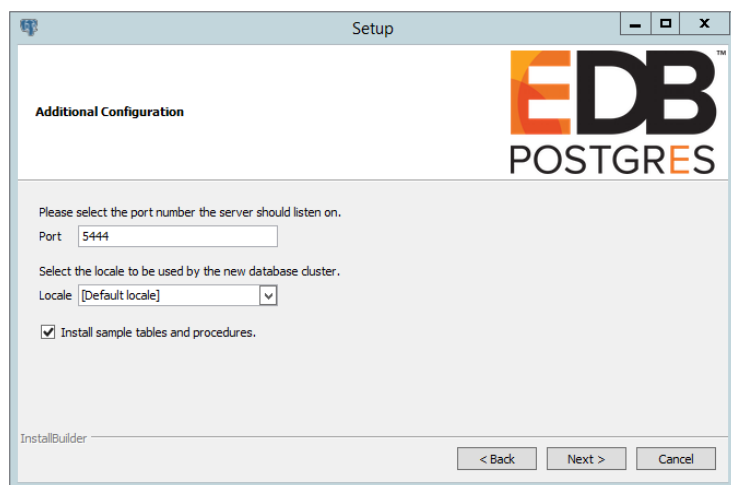 Setup
EDB™
POSTGRES
Additional Configuration
Please select the port number the server should listen on.
Port 5444
Select the locale to be used by the new database cluster.
Locale [Default locale]
Install sample tables and procedures.
InstallBuilder
< Back Next > Cancel